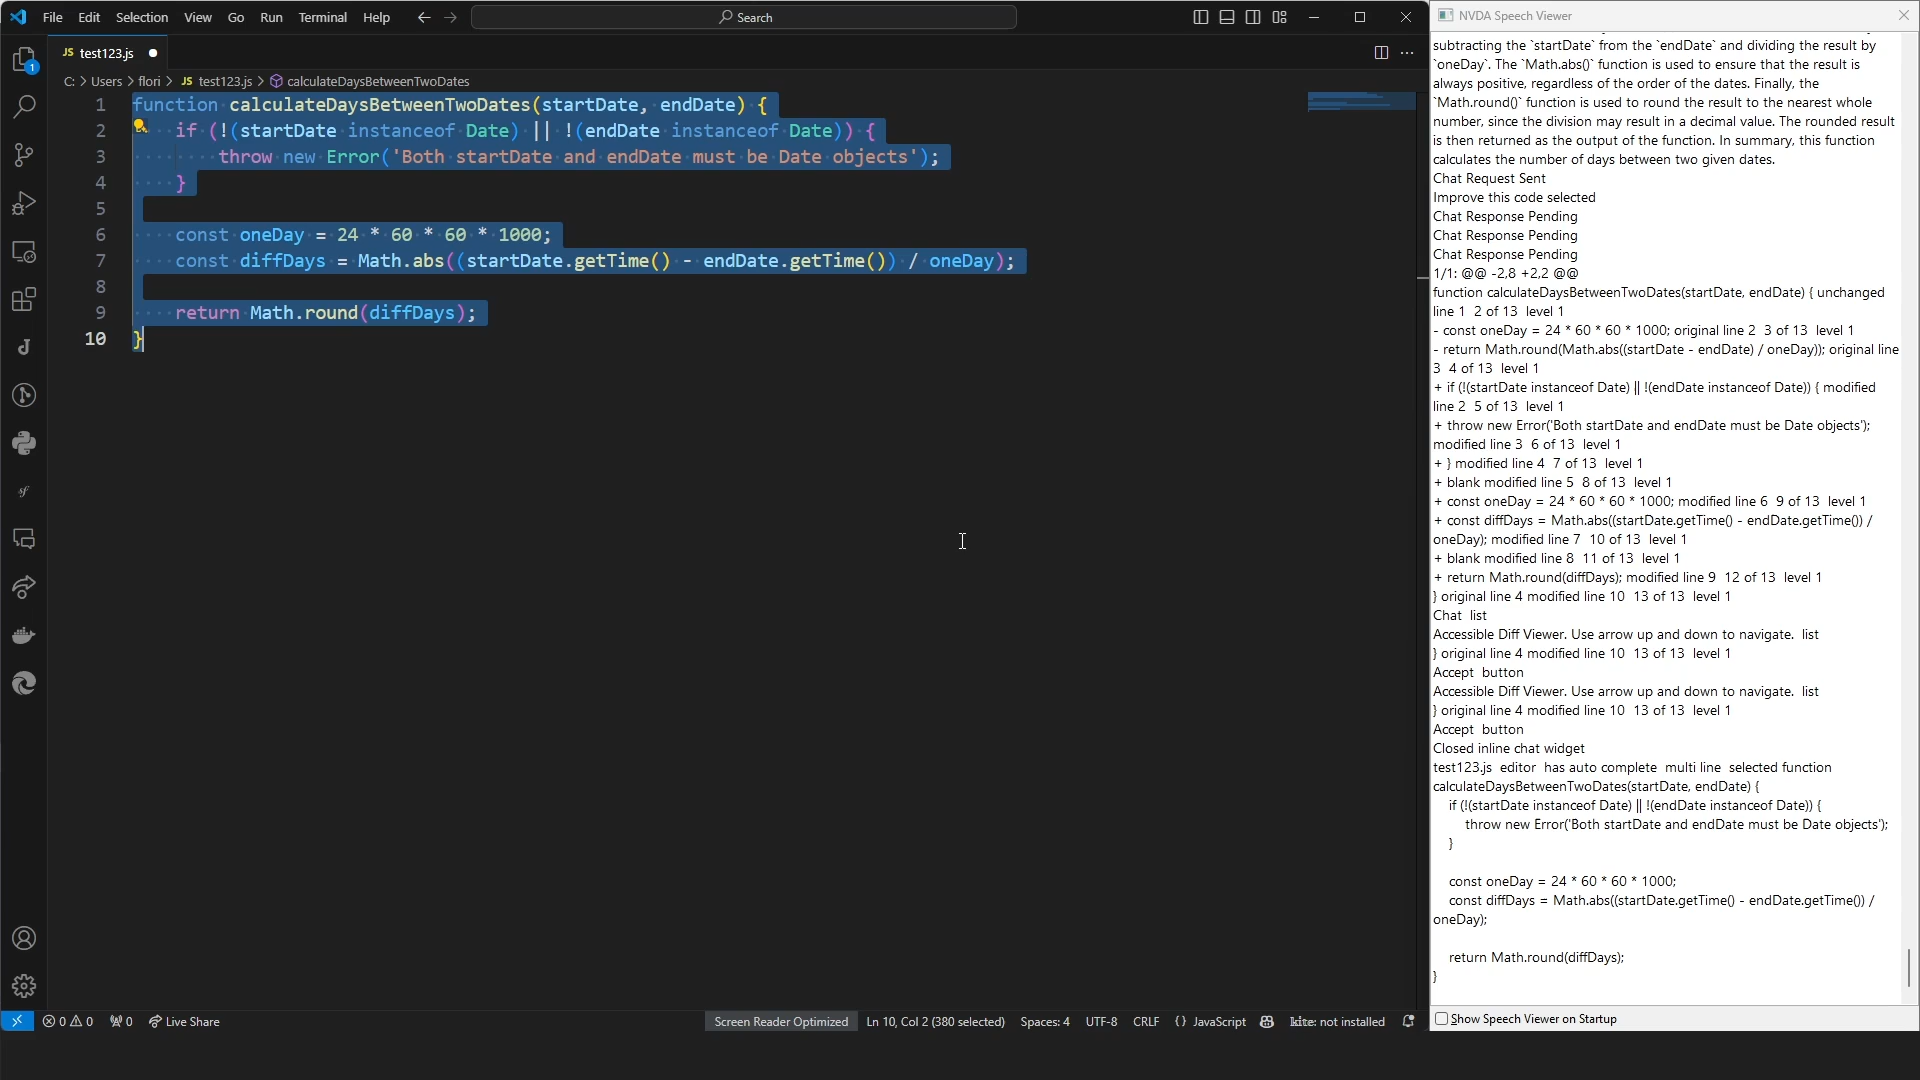 File Edit Selection View Go Run Terminal Help
Search
NVDA Speech Viewer
JS test123.js
1
C: > Users > flori > JS test123.js > calculateDaysBetweenTwoDates
1 function calculateDaysBetweenTwoDates(startDate, endDate) {
2 if (!(startDate instanceof Date) || !(endDate instanceof Date)) {
3 throw new Error('Both startDate and endDate must be Date objects');
4 }
5
6 const oneDay = 24 * 60 * 60 * 1000;
7 const diffDays = Math.abs((startDate.getTime() - endDate.getTime()) / oneDay);
8
9 return Math.round(diffDays);
10 }
subtracting the `startDate` from the `endDate` and dividing the result by
`oneDay`. The `Math.abs()` function is used to ensure that the result is
always positive, regardless of the order of the dates. Finally, the
`Math.round()` function is used to round the result to the nearest whole
number, since the division may result in a decimal value. The rounded result
is then returned as the output of the function. In summary, this function
calculates the number of days between two given dates.
Chat Request Sent
Improve this code selected
Chat Response Pending
Chat Response Pending
Chat Response Pending
1/1: @@ -2,8 +2,2 @@
function calculateDaysBetweenTwoDates(startDate, endDate) { unchanged
line 1 2 of 13 level 1
- const oneDay = 24 * 60 * 60 * 1000; original line 2 3 of 13 level 1
- return Math.round(Math.abs((startDate - endDate) / oneDay)); original line
3 4 of 13 level 1
+ if (!(startDate instanceof Date) || !(endDate instanceof Date)) { modified
line 2 5 of 13 level 1
+ throw new Error('Both startDate and endDate must be Date objects');
modified line 3 6 of 13 level 1
+ } modified line 4 7 of 13 level 1
+ blank modified line 5 8 of 13 level 1
+ const oneDay = 24 * 60 * 60 * 1000; modified line 6 9 of 13 level 1
+ const diffDays = Math.abs((startDate.getTime() - endDate.getTime()) /
oneDay); modified line 7 10 of 13 level 1
+ blank modified line 8 11 of 13 level 1
+ return Math.round(diffDays); modified line 9 12 of 13 level 1
} original line 4 modified line 10 13 of 13 level 1
Chat list
Accessible Diff Viewer. Use arrow up and down to navigate. list
} original line 4 modified line 10 13 of 13 level 1
Accept button
Accessible Diff Viewer. Use arrow up and down to navigate. list
} original line 4 modified line 10 13 of 13 level 1
Accept button
Closed inline chat widget
test123.js editor has auto complete multi line selected function
calculateDaysBetweenTwoDates(startDate, endDate) {
if (!(startDate instanceof Date) || !(endDate instanceof Date)) {
throw new Error('Both startDate and endDate must be Date objects');
}
const oneDay = 24 * 60 * 60 * 1000;
const diffDays = Math.abs((startDate.getTime() - endDate.getTime()) /
oneDay);
return Math.round(diffDays);
}
Show Speech Viewer on Startup
0 0 0 Live Share
Screen Reader Optimized Ln 10, Col 2 (380 selected) Spaces: 4 UTF-8 CRLF {} JavaScript kite: not installed